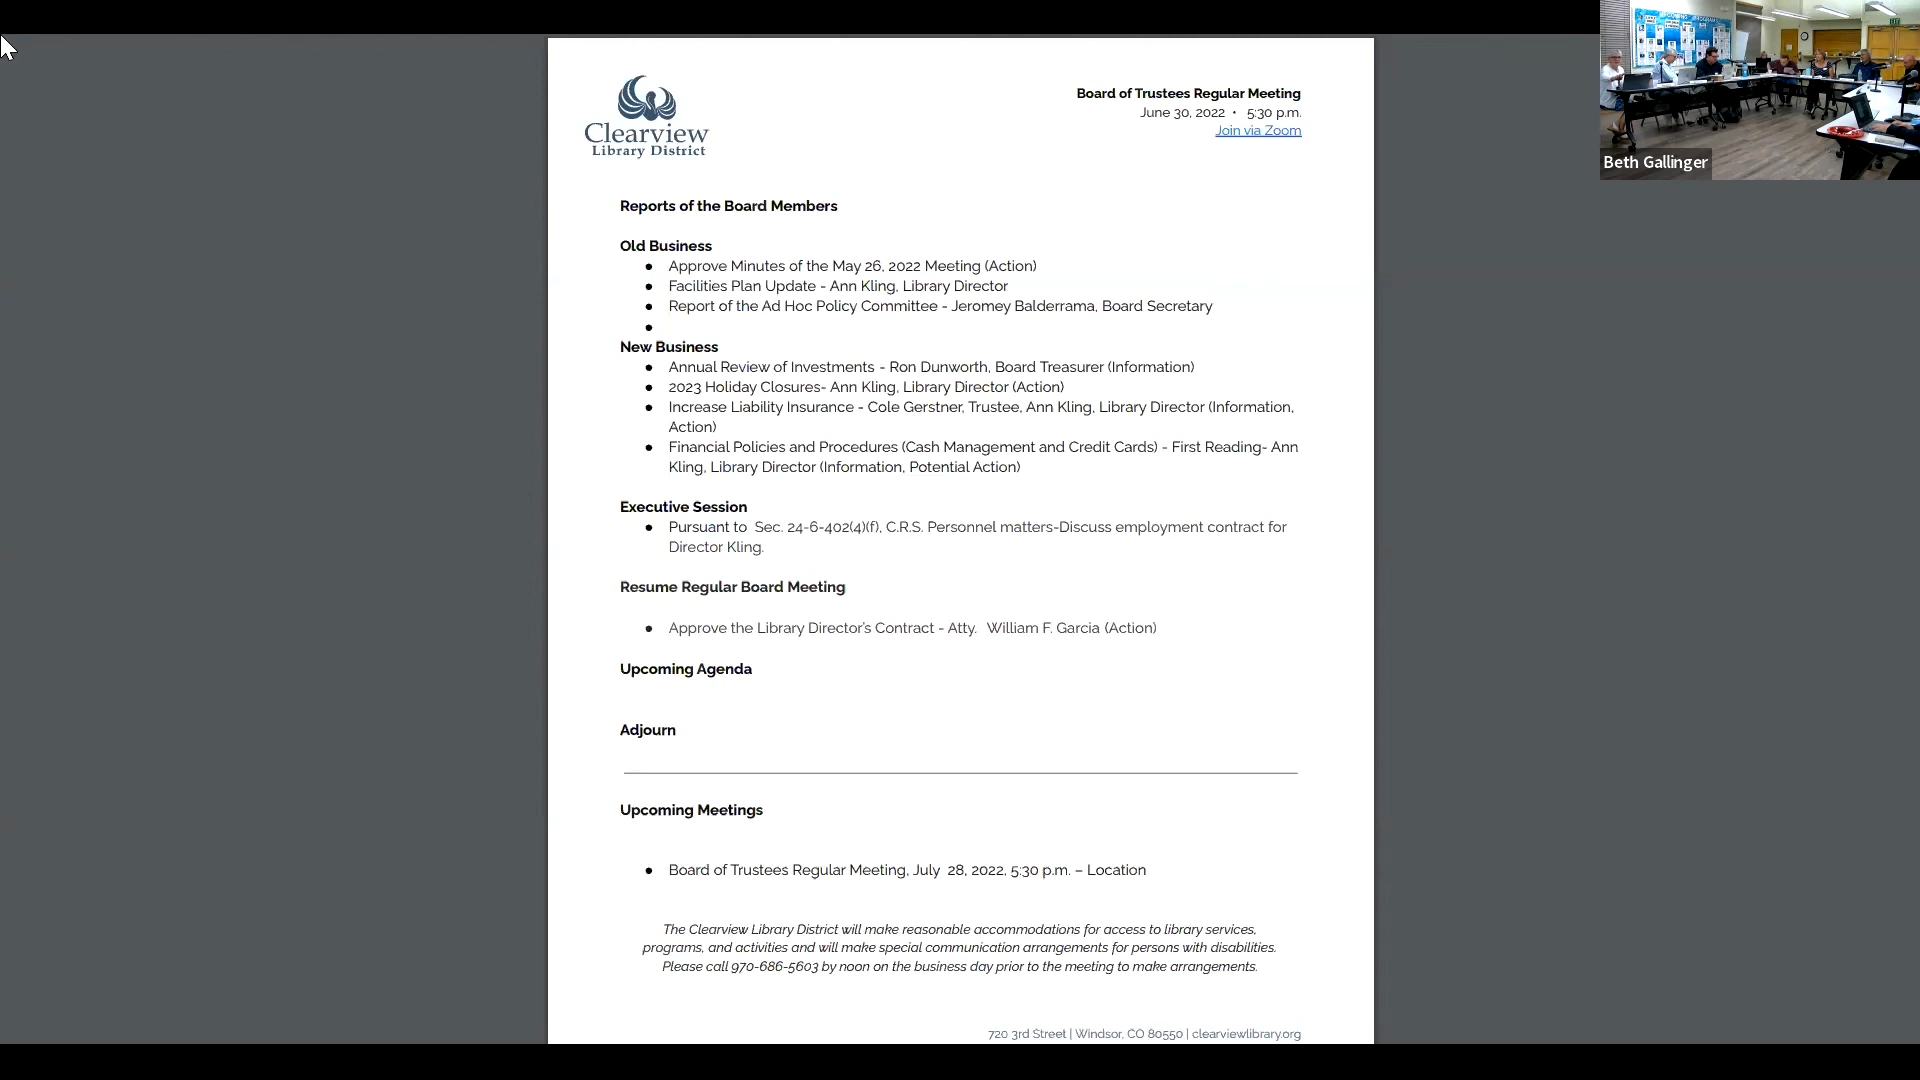 Clearview
Library District
Board of Trustees Regular Meeting
June 30, 2022 • 5:30 p.m.
Join via Zoom
Beth Gallinger
Reports of the Board Members
Old Business
● Approve Minutes of the May 26, 2022 Meeting (Action)
● Facilities Plan Update - Ann Kling, Library Director
● Report of the Ad Hoc Policy Committee - Jeromey Balderrama, Board Secretary
●
New Business
● Annual Review of Investments - Ron Dunworth, Board Treasurer (Information)
● 2023 Holiday Closures- Ann Kling, Library Director (Action)
● Increase Liability Insurance - Cole Gerstner, Trustee, Ann Kling, Library Director (Information,
Action)
● Financial Policies and Procedures (Cash Management and Credit Cards) - First Reading- Ann
Kling, Library Director (Information, Potential Action)
Executive Session
● Pursuant to Sec. 24-6-402(4)(f), C.R.S. Personnel matters-Discuss employment contract for
Director Kling.
Resume Regular Board Meeting
● Approve the Library Director's Contract - Atty. William F. Garcia (Action)
Upcoming Agenda
Adjourn
Upcoming Meetings
● Board of Trustees Regular Meeting, July 28, 2022, 5:30 p.m. – Location
The Clearview Library District will make reasonable accommodations for access to library services,
programs, and activities and will make special communication arrangements for persons with disabilities.
Please call 970-686-5603 by noon on the business day prior to the meeting to make arrangements.
720 3rd Street | Windsor, CO 80550 | clearviewlibrary.org